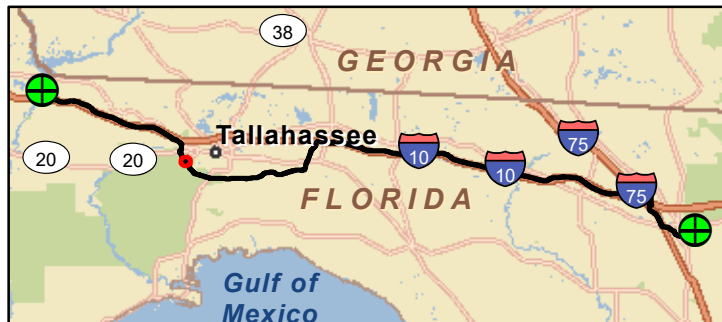 38
GEORGIA
Tallahassee
75
20
20
10
10
75
FLORIDA
Gulf of
Mexico